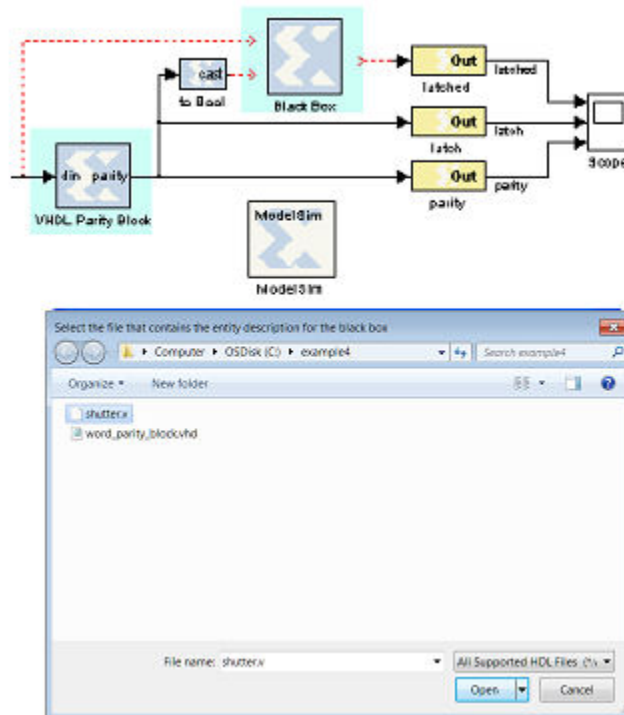 Out
latched
latched
cast
to Bool
Black Box
Out
latch
latch
Scope
din parity
Out
parity
parity
VHDL Parity Block
ModelSim
ModelSim
Select the file that contains the entity description for the black box
Computer
OSDisk (C:)
example4
Search example4
Organize
New folder
shutter.v
word_parity_block.vhd
File name: shutter.v
All Supported HDL Files
Open
Cancel